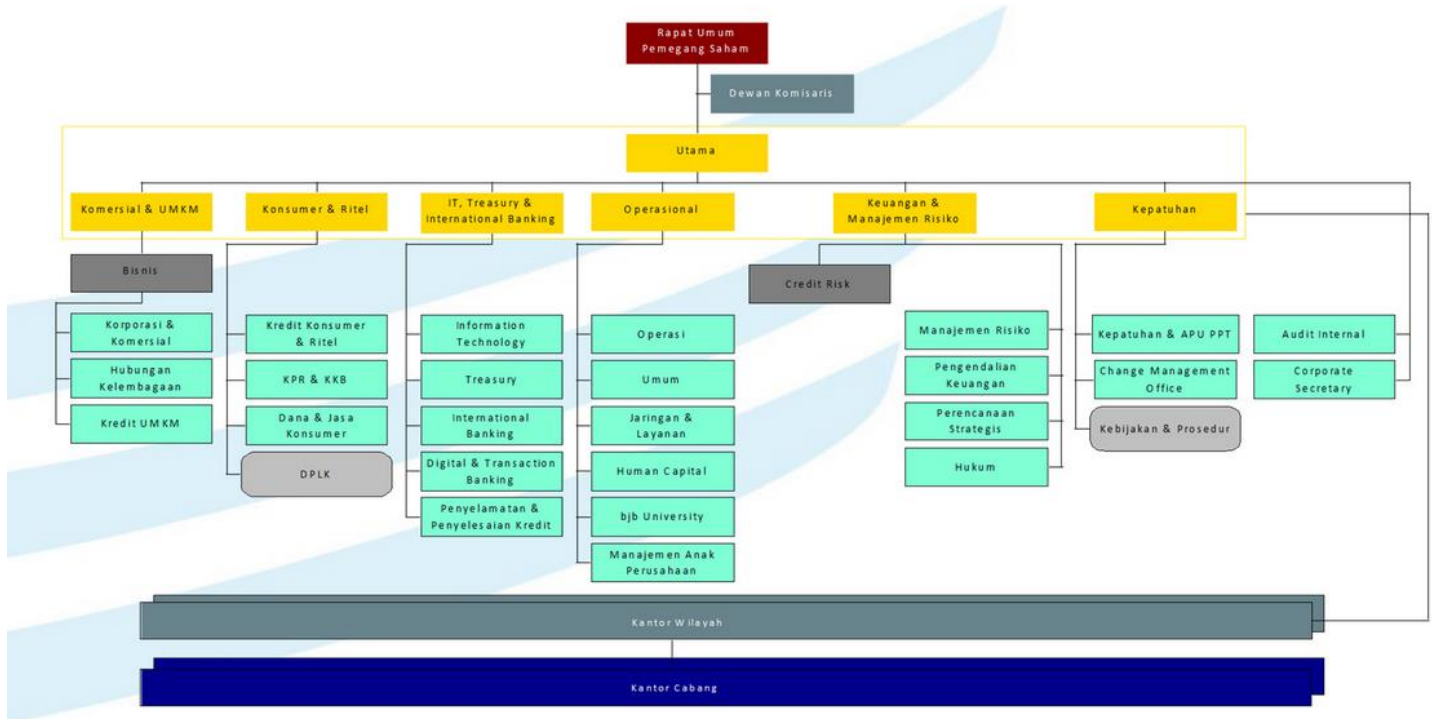 Rapat Umum
Pemegang Saham
Dewan Komisaris
Utama
Komersial & UMKM
Konsumer & Ritel
IT, Treasury &
International Banking
Operasional
Keuangan &
Manajemen Risiko
Kepatuhan
Bisnis
Credit Risk
Korporasi &
Komersial
Hubungan
Kelembagaan
Kredit UMKM
Kredit Konsumer
& Ritel
KPR & KKB
Dana & Jasa
Konsumer
DPLK
Information
Technology
Treasury
International
Banking
Digital & Transaction
Banking
Penyelamatan &
Penyelesaian Kredit
Operasi
Umum
Jaringan &
Layanan
Human Capital
bjb University
Manajemen Anak
Perusahaan
Manajemen Risiko
Pengendalian
Keuangan
Perencanaan
Strategis
Hukum
Kepatuhan & APU PPT
Change Management
Office
Kebijakan & Prosedur
Audit Internal
Corporate
Secretary
Kantor Wilayah
Kantor Cabang